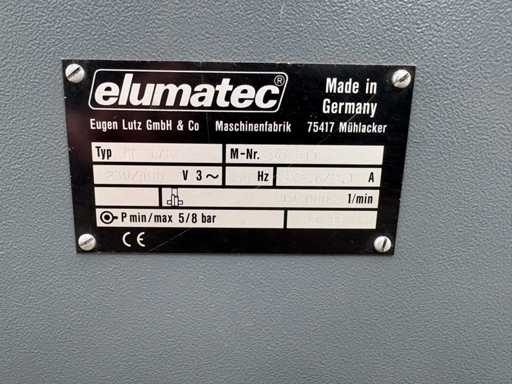 elumatec®
Made in
Germany
Eugen Lutz GmbH & Co Maschinenfabrik 75417 Mühlacker
Typ M-Nr.
V 3~ Hz A
1/min
P min/max 5/8 bar
CE